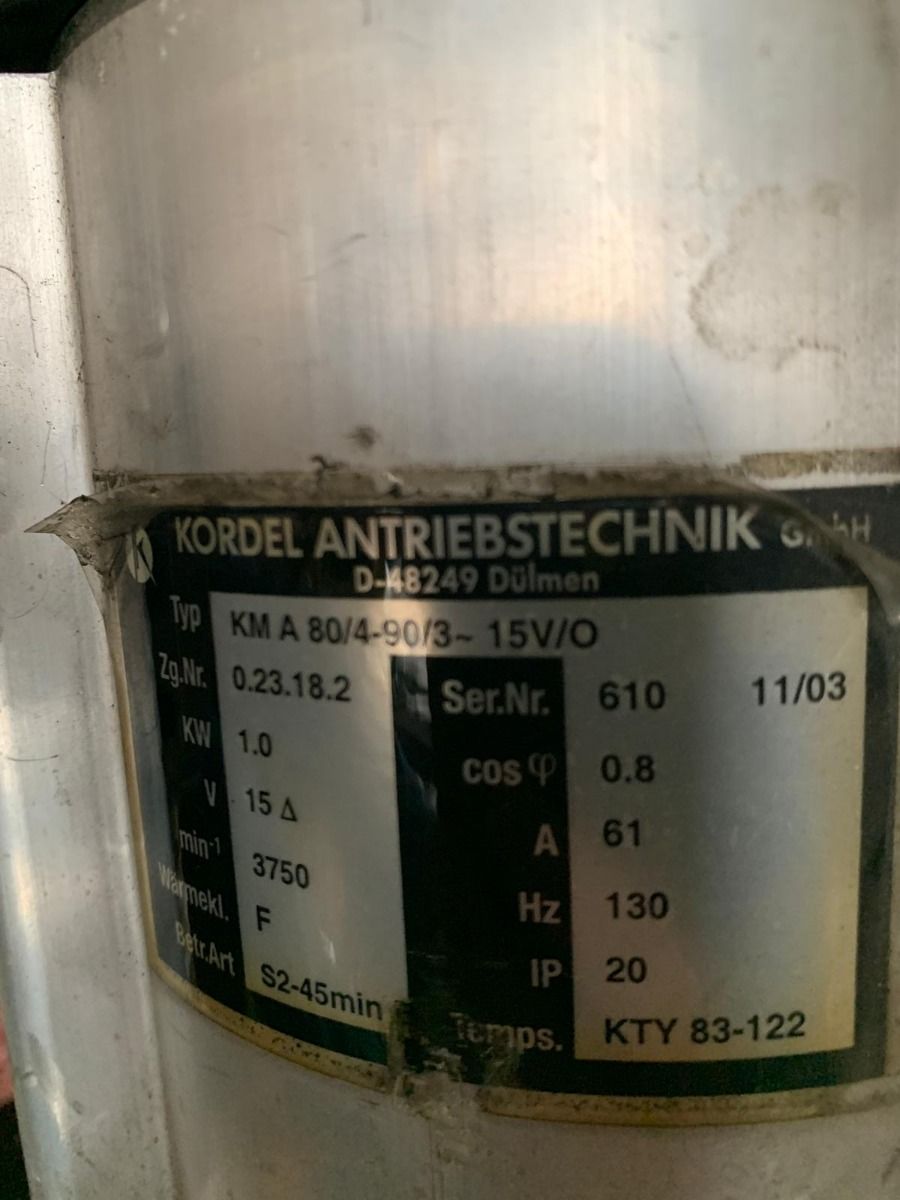 KORDEL ANTRIEBSTECHNIK GmbH
D-48249 Dülmen
Typ KM A 80/4-90/3~ 15V/O
Zg.Nr. 0.23.18.2 Ser.Nr. 610 11/03
KW 1.0 cos φ 0.8
V 15 Δ A 61
min-1 3750 Hz 130
Wärmekl. F IP 20
Betr.Art S2-45min Temps. KTY 83-122